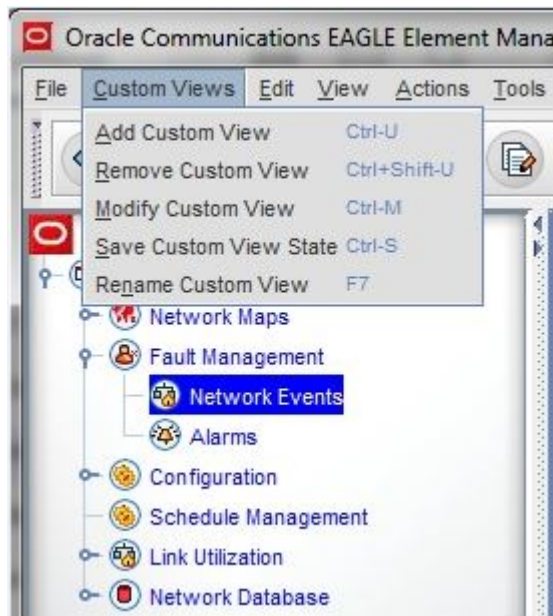 Oracle Communications EAGLE Element Mana
File Custom Views Edit View Actions Tools
Add Custom View Ctrl-U
Remove Custom View Ctrl+Shift-U
Modify Custom View Ctrl-M
Save Custom View State Ctrl-S
Rename Custom View F7
Network Maps
Fault Management
Network Events
Alarms
Configuration
Schedule Management
Link Utilization
Network Database